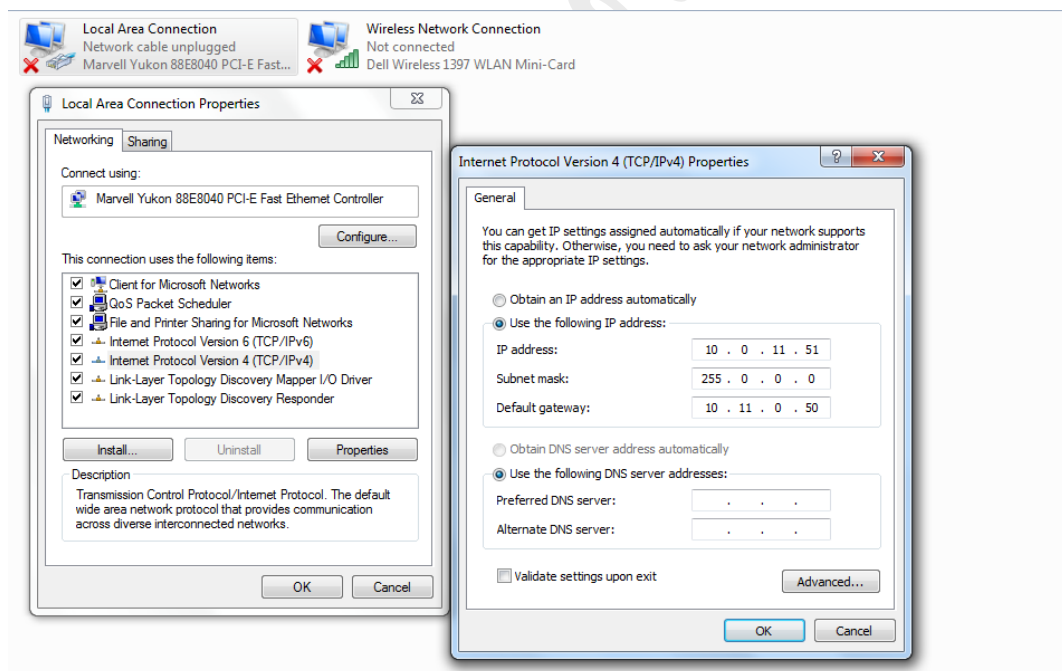 Local Area Connection
Network cable unplugged
Marvell Yukon 88E8040 PCI-E Fast...
Wireless Network Connection
Not connected
Dell Wireless 1397 WLAN Mini-Card
Local Area Connection Properties
Networking
Sharing
Connect using:
Marvell Yukon 88E8040 PCI-E Fast Ethernet Controller
Configure...
This connection uses the following items:
Client for Microsoft Networks
QoS Packet Scheduler
File and Printer Sharing for Microsoft Networks
Internet Protocol Version 6 (TCP/IPv6)
Internet Protocol Version 4 (TCP/IPv4)
Link-Layer Topology Discovery Mapper I/O Driver
Link-Layer Topology Discovery Responder
Install...
Uninstall
Properties
Description
Transmission Control Protocol/Internet Protocol. The default
wide area network protocol that provides communication
across diverse interconnected networks.
OK
Cancel
Internet Protocol Version 4 (TCP/IPv4) Properties
?
General
You can get IP settings assigned automatically if your network supports
this capability. Otherwise, you need to ask your network administrator
for the appropriate IP settings.
Obtain an IP address automatically
Use the following IP address:
IP address: 10 . 0 . 11 . 51
Subnet mask: 255 . 0 . 0 . 0
Default gateway: 10 . 11 . 0 . 50
Obtain DNS server address automatically
Use the following DNS server addresses:
Preferred DNS server: . . .
Alternate DNS server: . . .
Validate settings upon exit
Advanced...
OK
Cancel